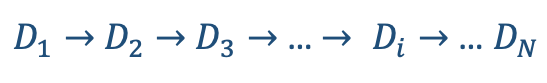 D₁ → D₂ → D₃ → ... → Dᵢ → ... D_N